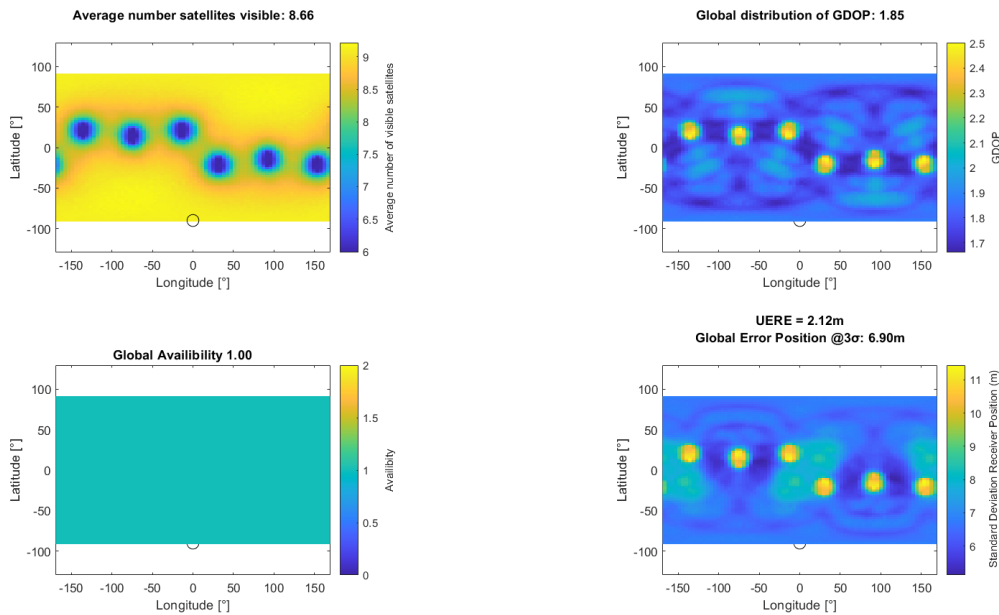 Average number satellites visible: 8.66
100
50
0
-50
-100
Latitude [°]
-150 -100 -50 0 50 100 150
Longitude [°]
9
8.5
8
7.5
7
6.5
6
Average number of visible satellites
Global distribution of GDOP: 1.85
100
50
0
-50
-100
Latitude [°]
-150 -100 -50 0 50 100 150
Longitude [°]
2.5
2.4
2.3
2.2
2.1
2
1.9
1.8
1.7
GDOP
Global Availibility 1.00
100
50
0
-50
-100
Latitude [°]
-150 -100 -50 0 50 100 150
Longitude [°]
2
1.5
1
0.5
0
Availibity
UERE = 2.12m
Global Error Position @3σ: 6.90m
100
50
0
-50
-100
Latitude [°]
-150 -100 -50 0 50 100 150
Longitude [°]
11
10
9
8
7
6
Standard Deviation Receiver Position (m)